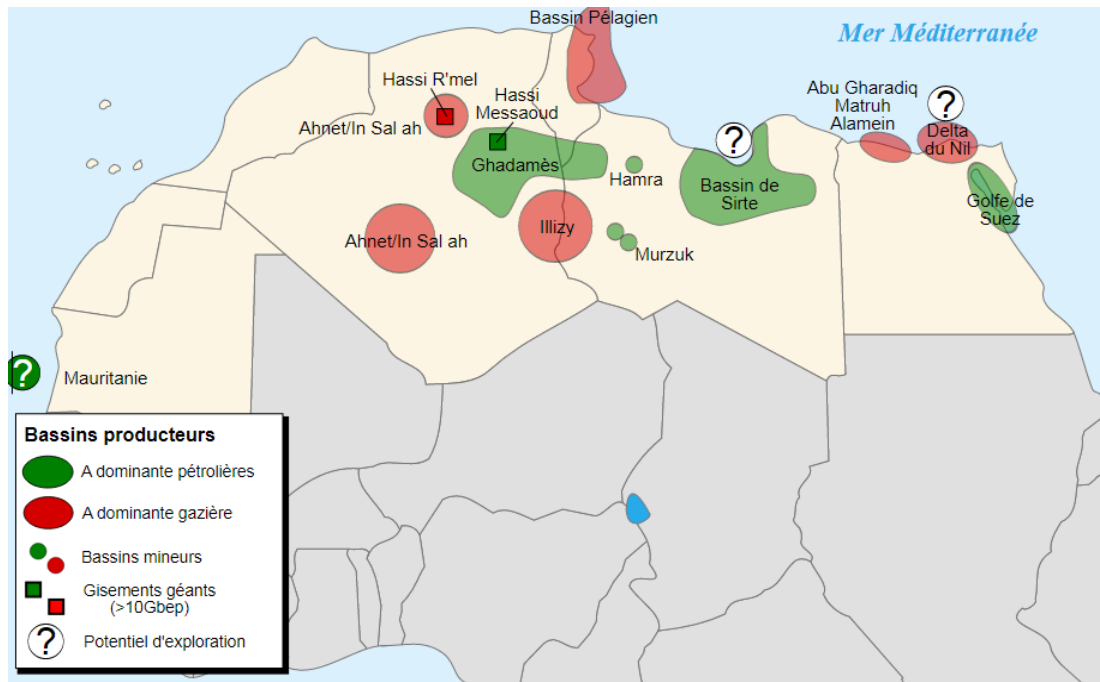 Bassin Pélagien
Mer Méditerranée
Hassi R'mel
Hassi
Messaoud
Ahnet/In Sal ah
Ghadamès
Hamra
?
Bassin de
Sirte
Abu Gharadiq
Matruh
Alamein
?
Delta
du Nil
Golfe de
Suez
Ahnet/In Sal ah
Illizy
Murzuk
?
Mauritanie
Bassins producteurs
A dominante pétrolières
A dominante gazière
Bassins mineurs
Gisements géants
(>10Gbep)
?
Potentiel d'exploration